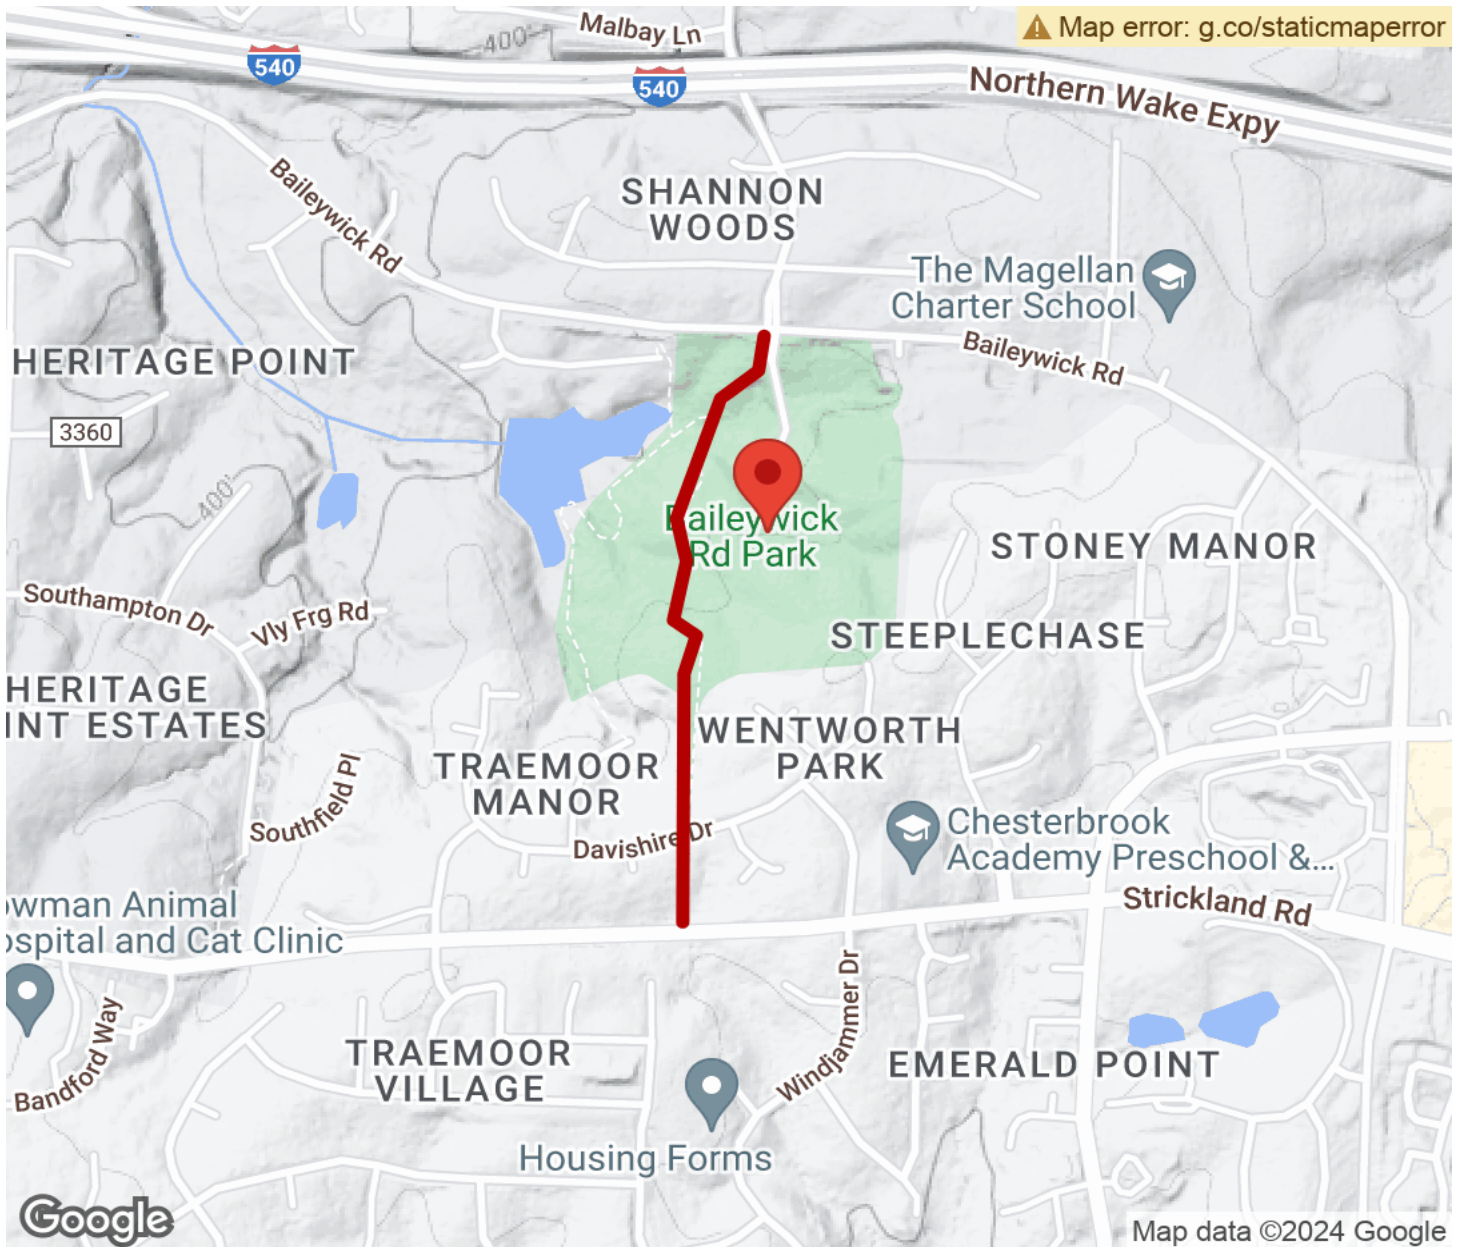 Malbay Ln
Map error: g.co/staticmaperror
400'
540
540
Northern Wake Expy
Baileywick Rd
SHANNON
WOODS
The Magellan
Charter School
Baileywick Rd
HERITAGE POINT
3360
400'
Baileywick
Rd Park
STONEY MANOR
Southampton Dr
Vly Frg Rd
STEEPLECHASE
HERITAGE
INT ESTATES
WENTWORTH
PARK
TRAEMOOR
MANOR
Southfield Pl
Davishire Dr
Chesterbrook
Academy Preschool &...
Strickland Rd
owman Animal
ospital and Cat Clinic
Windjammer Dr
Bandford Way
TRAEMOOR
VILLAGE
EMERALD POINT
Housing Forms
Google
Map data ©2024 Google